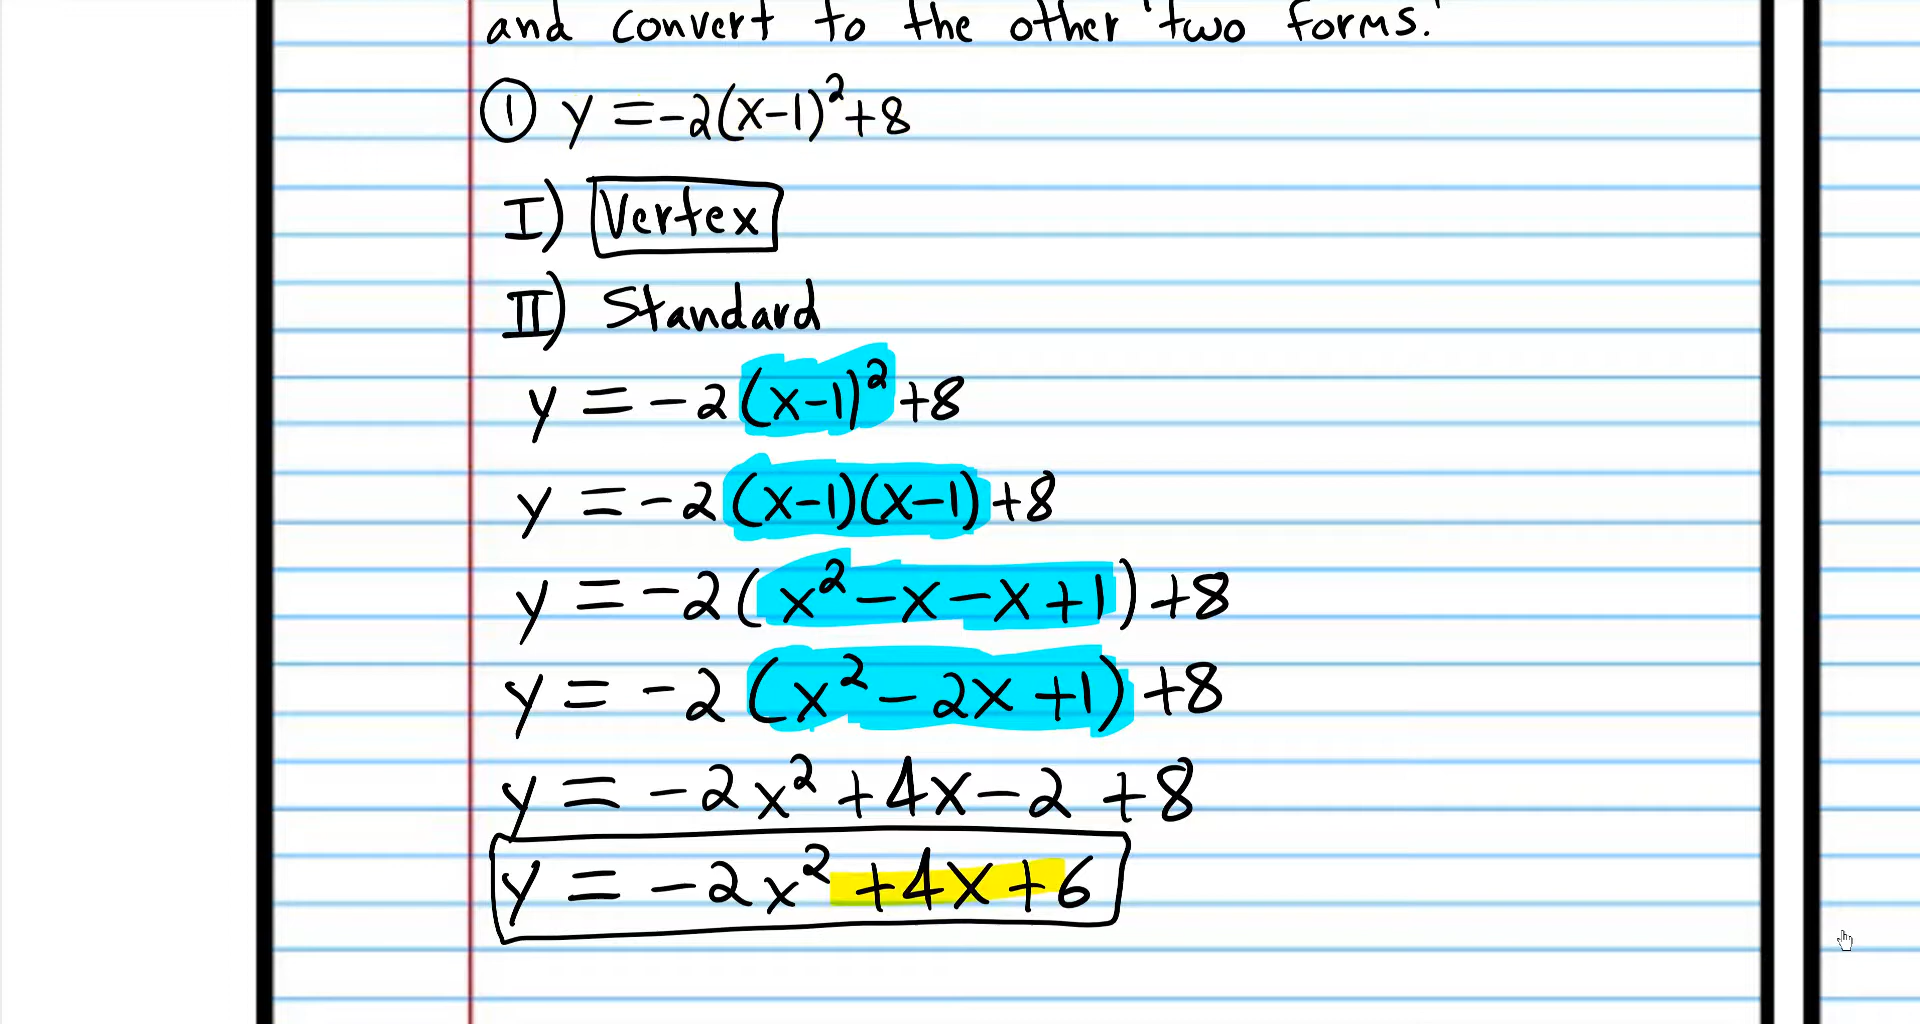 and convert to the other two forms.
① y = -2(x-1)²+8
I) Vertex
II) Standard
y = -2(x-1)²+8
y = -2(x-1)(x-1)+8
y = -2(x²-x-x+1)+8
y = -2(x²-2x+1)+8
y = -2x²+4x-2+8
y = -2x²+4x+6